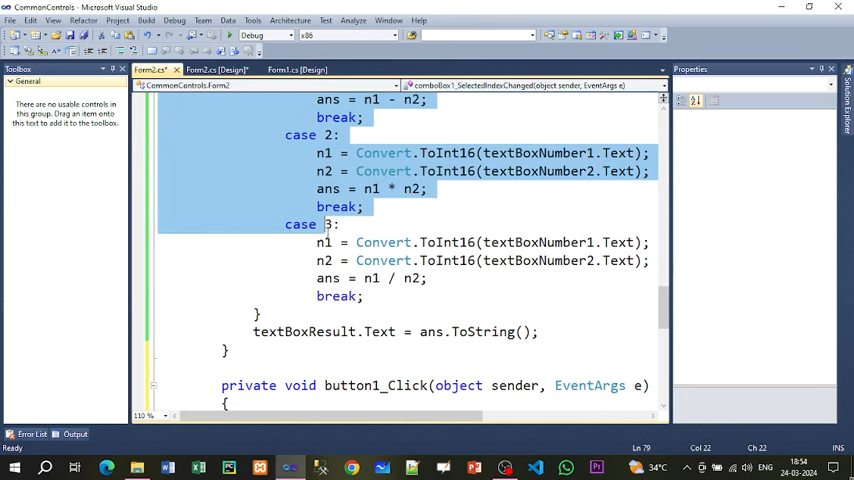 CommonControls - Microsoft Visual Studio
File Edit View Refactor Project Build Debug Team Data Tools Architecture Test Analyze Window Help
Debug x86
Toolbox
General
There are no usable controls in
this group. Drag an item onto
this text to add it to the toolbox.
Form2.cs* Form2.cs [Design]* Form1.cs [Design]
CommonControls.Form2 comboBox1_SelectedIndexChanged(object sender, EventArgs e)
ans = n1 - n2;
break;
case 2:
n1 = Convert.ToInt16(textBoxNumber1.Text);
n2 = Convert.ToInt16(textBoxNumber2.Text);
ans = n1 * n2;
break;
case 3:
n1 = Convert.ToInt16(textBoxNumber1.Text);
n2 = Convert.ToInt16(textBoxNumber2.Text);
ans = n1 / n2;
break;
}
textBoxResult.Text = ans.ToString();
}
private void button1_Click(object sender, EventArgs e)
{
110 %
Properties
Solution Explorer
Error List Output
Ready Ln 79 Col 22 Ch 22 INS
34°C ENG 18:54
24-03-2024